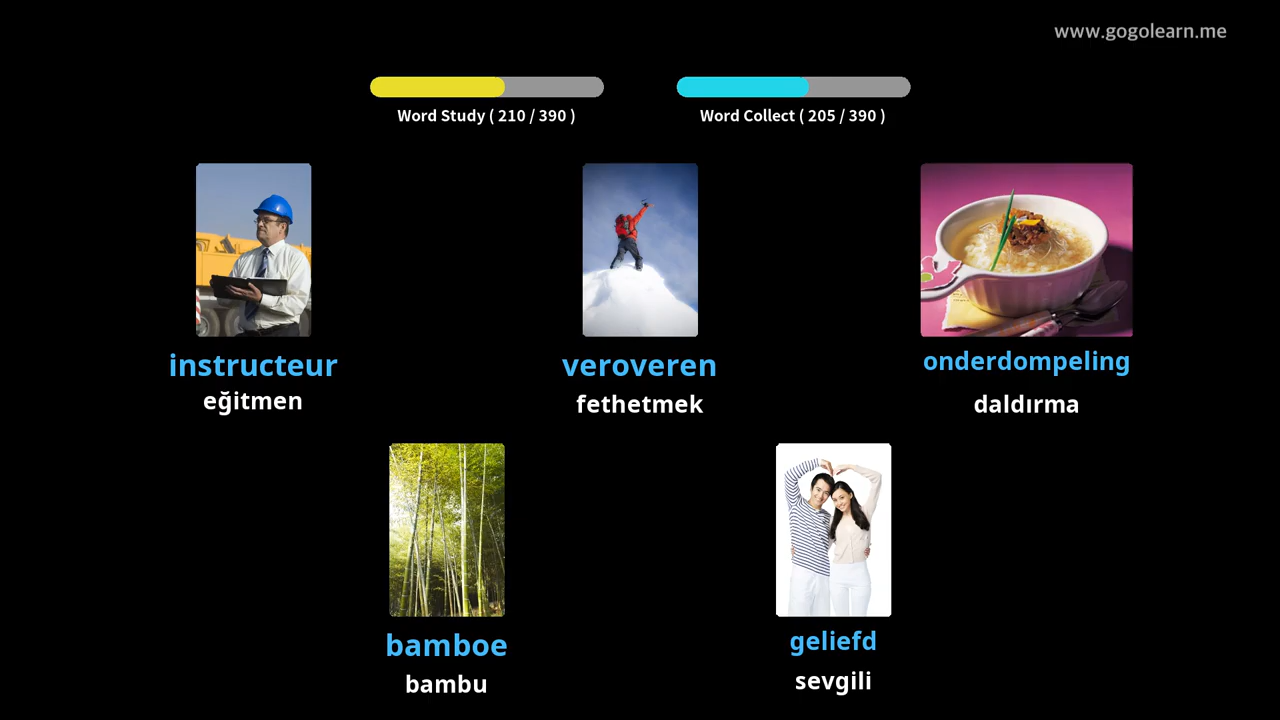 www.gogolearn.me
Word Study ( 210 / 390 )
Word Collect ( 205 / 390 )
instructeur
eğitmen
veroveren
fethetmek
onderdompeling
daldırma
bamboe
bambu
geliefd
sevgili